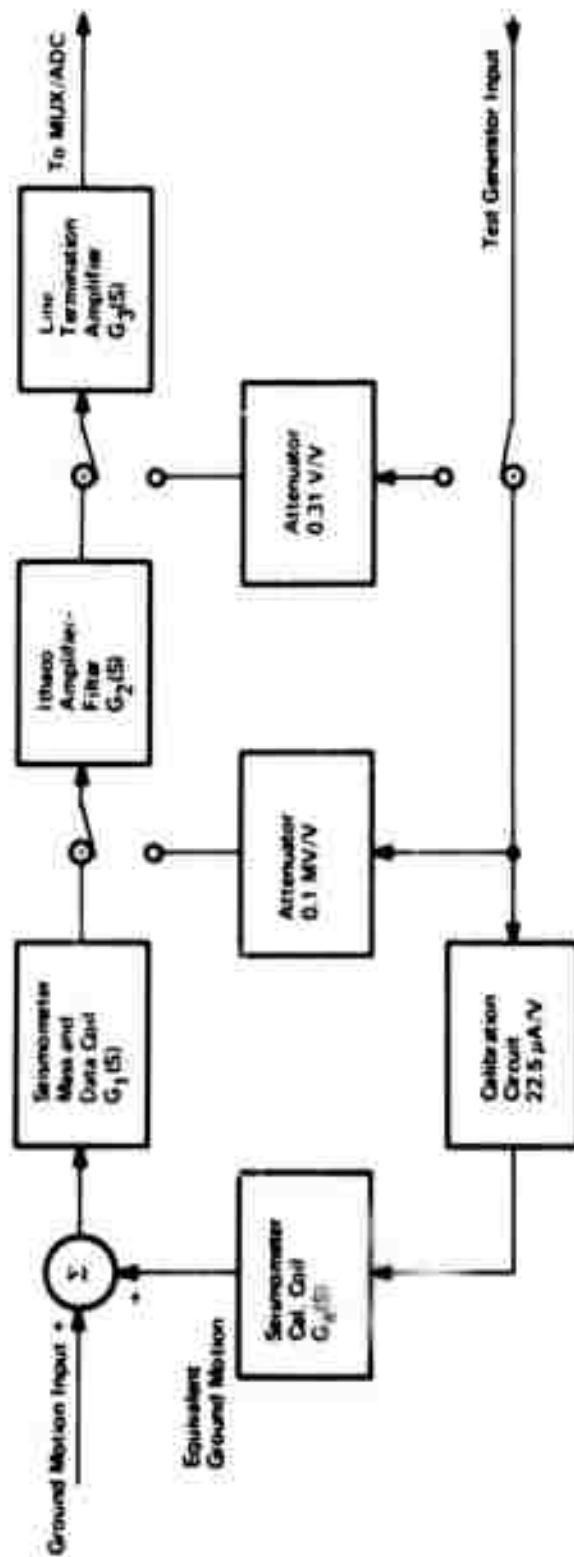 Ground Motion Input +
Σ
+
Equivalent
Ground Motion
Seismometer
Mass and
Data Coil
G1(S)
Ithaco
Amplifier-
Filter
G2(S)
Line
Termination
Amplifier
G3(S)
To MUX/ADC
Seismometer
Cal. Coil
Attenuator
0.1 MV/V
Attenuator
0.31 V/V
Calibration
Circuit
22.5 μA/V
Test Generator Input